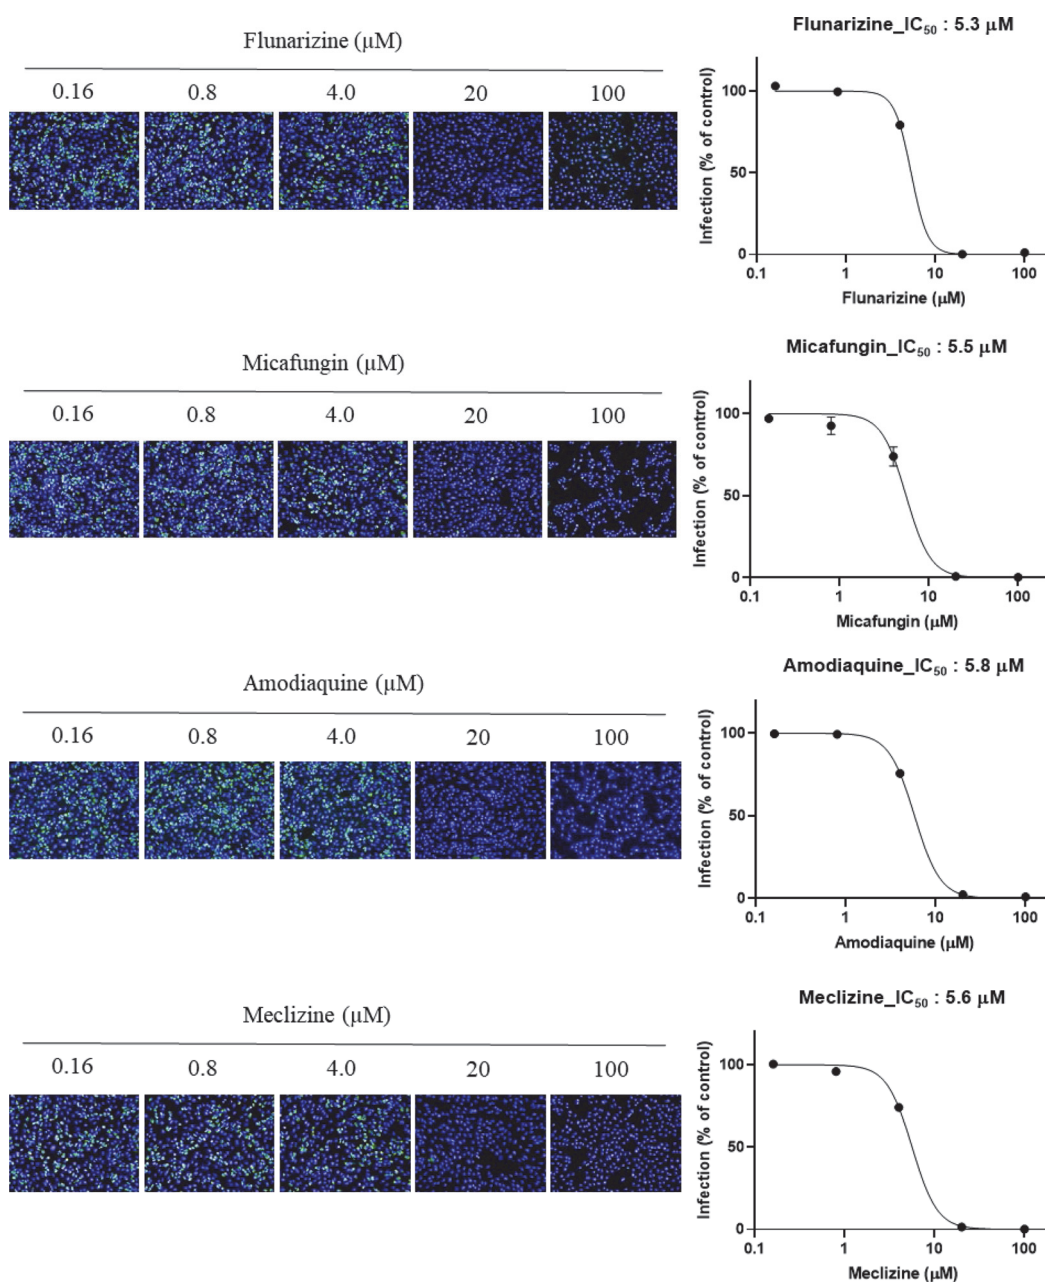 Flunarizine (µM)
0.16 0.8 4.0 20 100
Flunarizine_IC₅₀ : 5.3 µM
Infection (% of control)
100
50
0
0.1 1 10 100
Flunarizine (µM)
Micafungin (µM)
0.16 0.8 4.0 20 100
Micafungin_IC₅₀ : 5.5 µM
Infection (% of control)
100
50
0
0.1 1 10 100
Micafungin (µM)
Amodiaquine (µM)
0.16 0.8 4.0 20 100
Amodiaquine_IC₅₀ : 5.8 µM
Infection (% of control)
100
50
0
0.1 1 10 100
Amodiaquine (µM)
Meclizine (µM)
0.16 0.8 4.0 20 100
Meclizine_IC₅₀ : 5.6 µM
Infection (% of control)
100
50
0
0.1 1 10 100
Meclizine (µM)